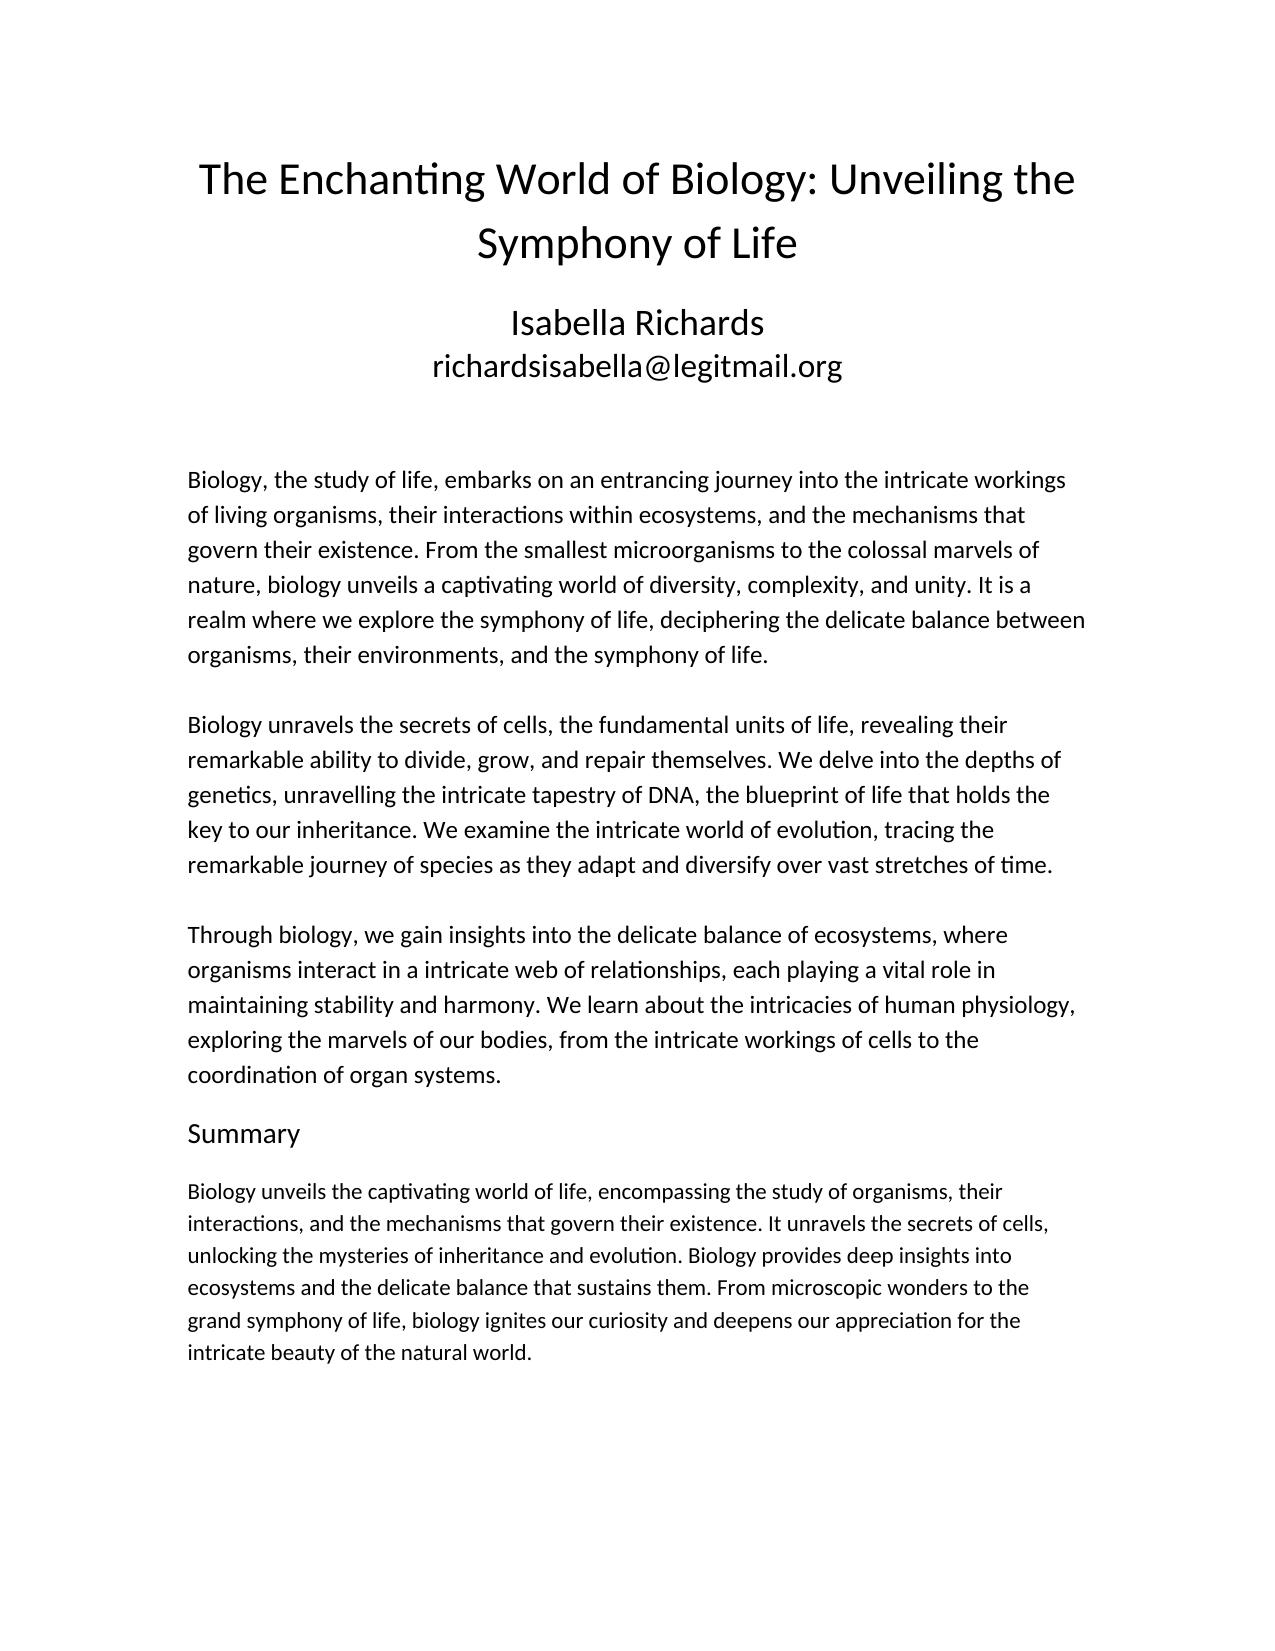 The Enchanting World of Biology: Unveiling the
Symphony of Life
Isabella Richards
richardsisabella@legitmail.org
Biology, the study of life, embarks on an entrancing journey into the intricate workings
of living organisms, their interactions within ecosystems, and the mechanisms that
govern their existence. From the smallest microorganisms to the colossal marvels of
nature, biology unveils a captivating world of diversity, complexity, and unity. It is a
realm where we explore the symphony of life, deciphering the delicate balance between
organisms, their environments, and the symphony of life.
Biology unravels the secrets of cells, the fundamental units of life, revealing their
remarkable ability to divide, grow, and repair themselves. We delve into the depths of
genetics, unravelling the intricate tapestry of DNA, the blueprint of life that holds the
key to our inheritance. We examine the intricate world of evolution, tracing the
remarkable journey of species as they adapt and diversify over vast stretches of time.
Through biology, we gain insights into the delicate balance of ecosystems, where
organisms interact in a intricate web of relationships, each playing a vital role in
maintaining stability and harmony. We learn about the intricacies of human physiology,
exploring the marvels of our bodies, from the intricate workings of cells to the
coordination of organ systems.
Summary
Biology unveils the captivating world of life, encompassing the study of organisms, their
interactions, and the mechanisms that govern their existence. It unravels the secrets of cells,
unlocking the mysteries of inheritance and evolution. Biology provides deep insights into
ecosystems and the delicate balance that sustains them. From microscopic wonders to the
grand symphony of life, biology ignites our curiosity and deepens our appreciation for the
intricate beauty of the natural world.